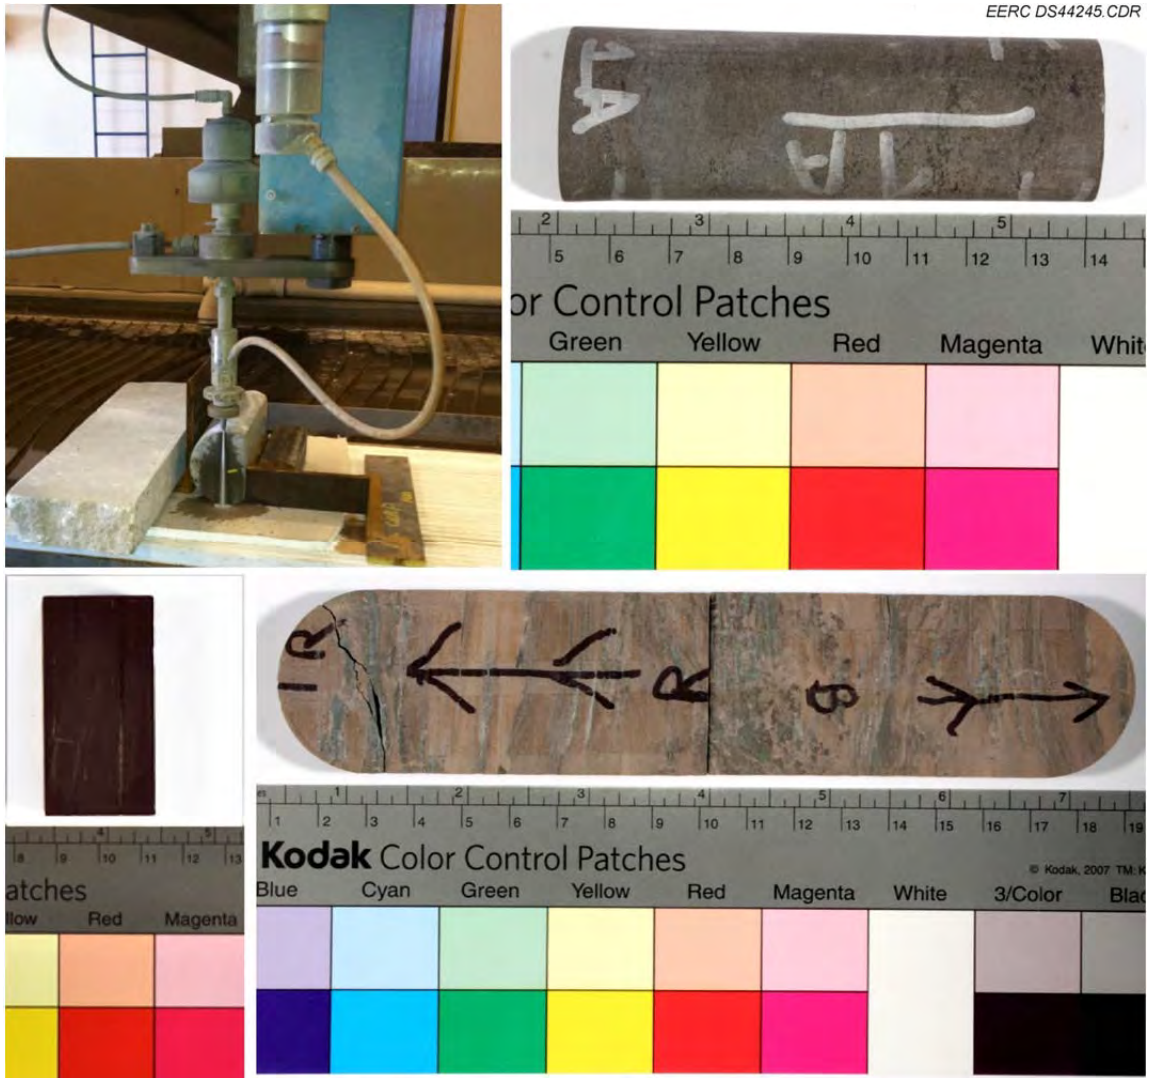 EERC DS44245.CDR
1A
1A
2 3 4 5
5 6 7 8 9 10 11 12 13 14
or Control Patches
Green Yellow Red Magenta Whit
1R
R
g
1 2 3 4 5 6 7
1 2 3 4 5 6 7 8 9 10 11 12 13 14 15 16 17 18 19
Kodak Color Control Patches
© Kodak, 2007 TM: K
Blue Cyan Green Yellow Red Magenta White 3/Color Blac
4 5
8 9 10 11 12 13
atches
llow Red Magenta